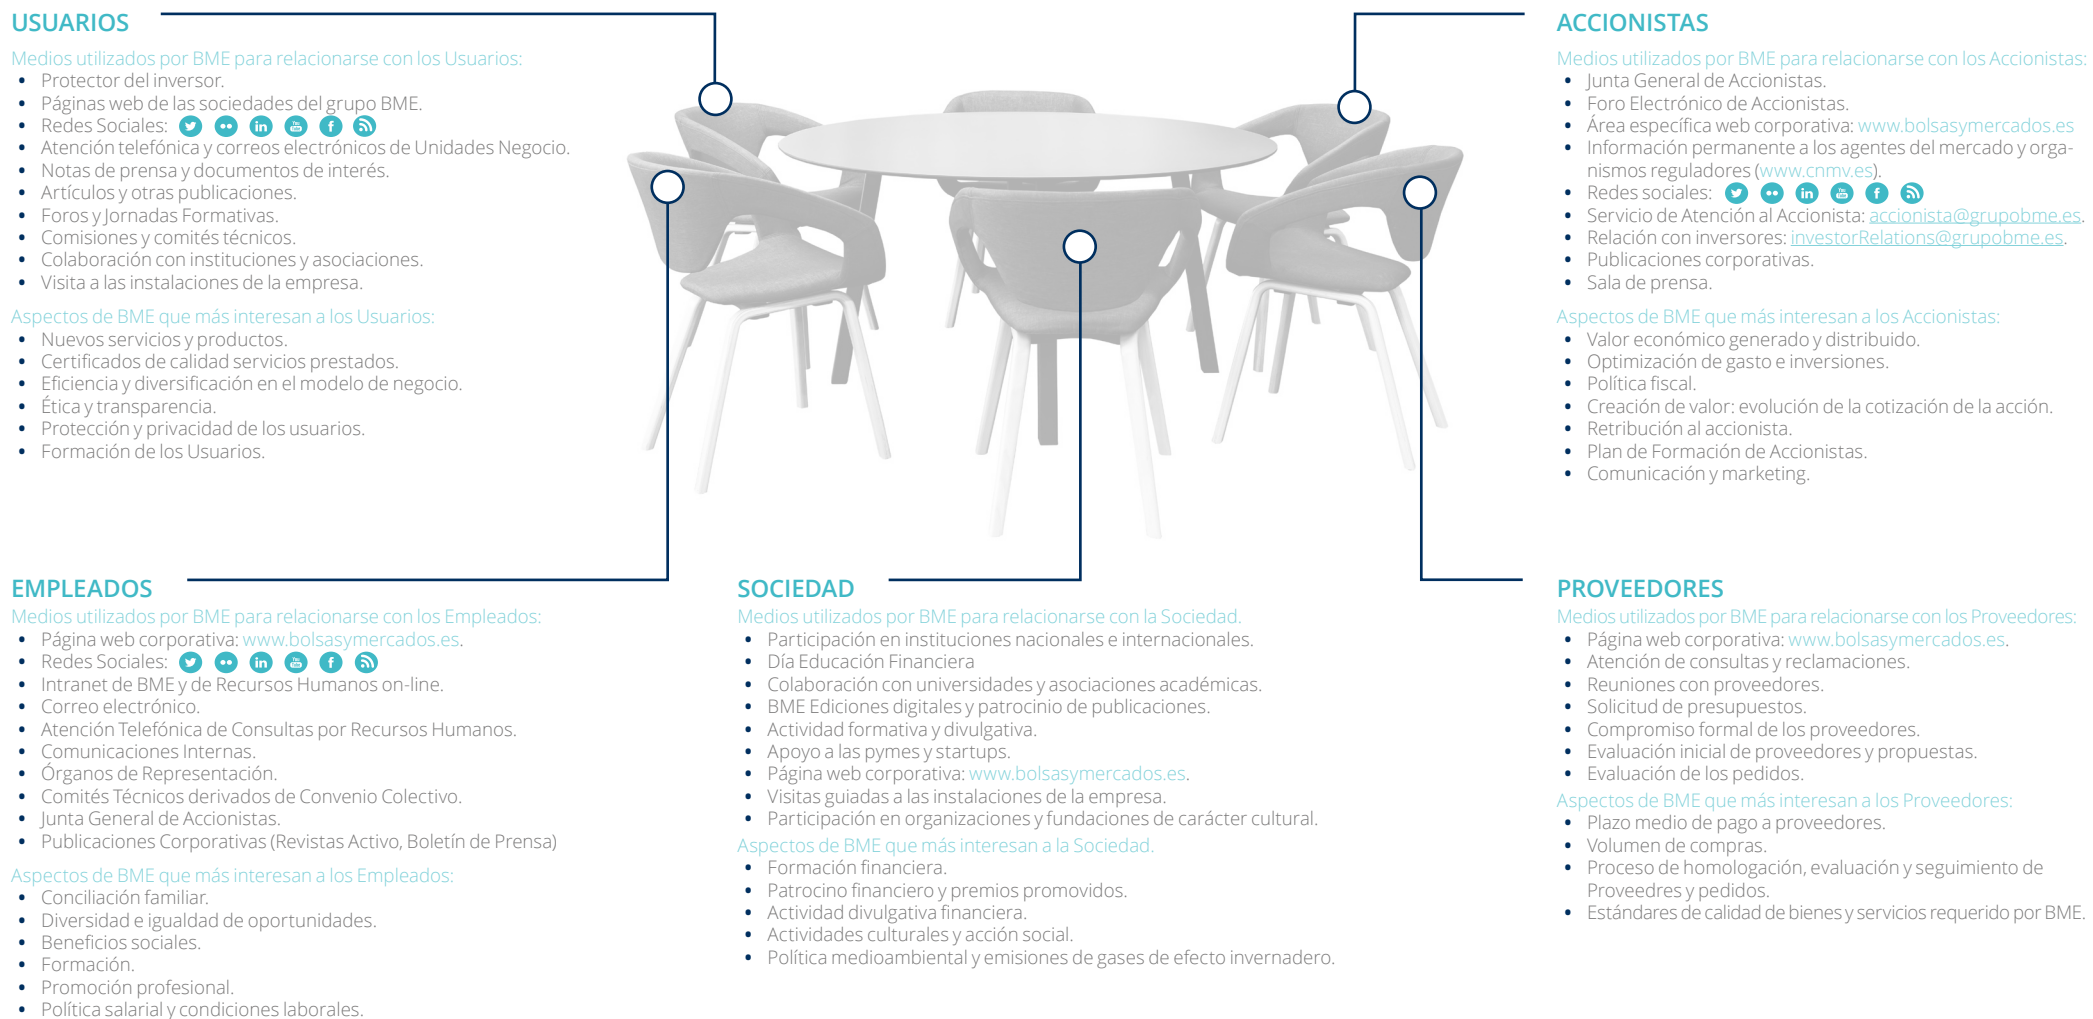 USUARIOS
Medios utilizados por BME para relacionarse con los Usuarios:
• Protector del inversor.
• Páginas web de las sociedades del grupo BME.
• Redes Sociales:
• Atención telefónica y correos electrónicos de Unidades Negocio.
• Notas de prensa y documentos de interés.
• Artículos y otras publicaciones.
• Foros y Jornadas Formativas.
• Comisiones y comités técnicos.
• Colaboración con instituciones y asociaciones.
• Visita a las instalaciones de la empresa.
Aspectos de BME que más interesan a los Usuarios:
• Nuevos servicios y productos.
• Certificados de calidad servicios prestados.
• Eficiencia y diversificación en el modelo de negocio.
• Ética y transparencia.
• Protección y privacidad de los usuarios.
• Formación de los Usuarios.
ACCIONISTAS
Medios utilizados por BME para relacionarse con los Accionistas:
• Junta General de Accionistas.
• Foro Electrónico de Accionistas.
• Área específica web corporativa: www.bolsasymercados.es
• Información permanente a los agentes del mercado y orga-
nismos reguladores (www.cnmv.es).
• Redes sociales:
• Servicio de Atención al Accionista: accionista@grupobme.es.
• Relación con inversores: investorRelations@grupobme.es.
• Publicaciones corporativas.
• Sala de prensa.
Aspectos de BME que más interesan a los Accionistas:
• Valor económico generado y distribuido.
• Optimización de gasto e inversiones.
• Política fiscal.
• Creación de valor: evolución de la cotización de la acción.
• Retribución al accionista.
• Plan de Formación de Accionistas.
• Comunicación y marketing.
EMPLEADOS
Medios utilizados por BME para relacionarse con los Empleados:
• Página web corporativa: www.bolsasymercados.es.
• Redes Sociales:
• Intranet de BME y de Recursos Humanos on-line.
• Correo electrónico.
• Atención Telefónica de Consultas por Recursos Humanos.
• Comunicaciones Internas.
• Órganos de Representación.
• Comités Técnicos derivados de Convenio Colectivo.
• Junta General de Accionistas.
• Publicaciones Corporativas (Revistas Activo, Boletín de Prensa)
Aspectos de BME que más interesan a los Empleados:
• Conciliación familiar.
• Diversidad e igualdad de oportunidades.
• Beneficios sociales.
• Formación.
• Promoción profesional.
• Política salarial y condiciones laborales.
SOCIEDAD
Medios utilizados por BME para relacionarse con la Sociedad.
• Participación en instituciones nacionales e internacionales.
• Día Educación Financiera
• Colaboración con universidades y asociaciones académicas.
• BME Ediciones digitales y patrocinio de publicaciones.
• Actividad formativa y divulgativa.
• Apoyo a las pymes y startups.
• Página web corporativa: www.bolsasymercados.es.
• Visitas guiadas a las instalaciones de la empresa.
• Participación en organizaciones y fundaciones de carácter cultural.
Aspectos de BME que más interesan a la Sociedad.
• Formación financiera.
• Patrocino financiero y premios promovidos.
• Actividad divulgativa financiera.
• Actividades culturales y acción social.
• Política medioambiental y emisiones de gases de efecto invernadero.
PROVEEDORES
Medios utilizados por BME para relacionarse con los Proveedores:
• Página web corporativa: www.bolsasymercados.es.
• Atención de consultas y reclamaciones.
• Reuniones con proveedores.
• Solicitud de presupuestos.
• Compromiso formal de los proveedores.
• Evaluación inicial de proveedores y propuestas.
• Evaluación de los pedidos.
Aspectos de BME que más interesan a los Proveedores:
• Plazo medio de pago a proveedores.
• Volumen de compras.
• Proceso de homologación, evaluación y seguimiento de
Proveedres y pedidos.
• Estándares de calidad de bienes y servicios requerido por BME.